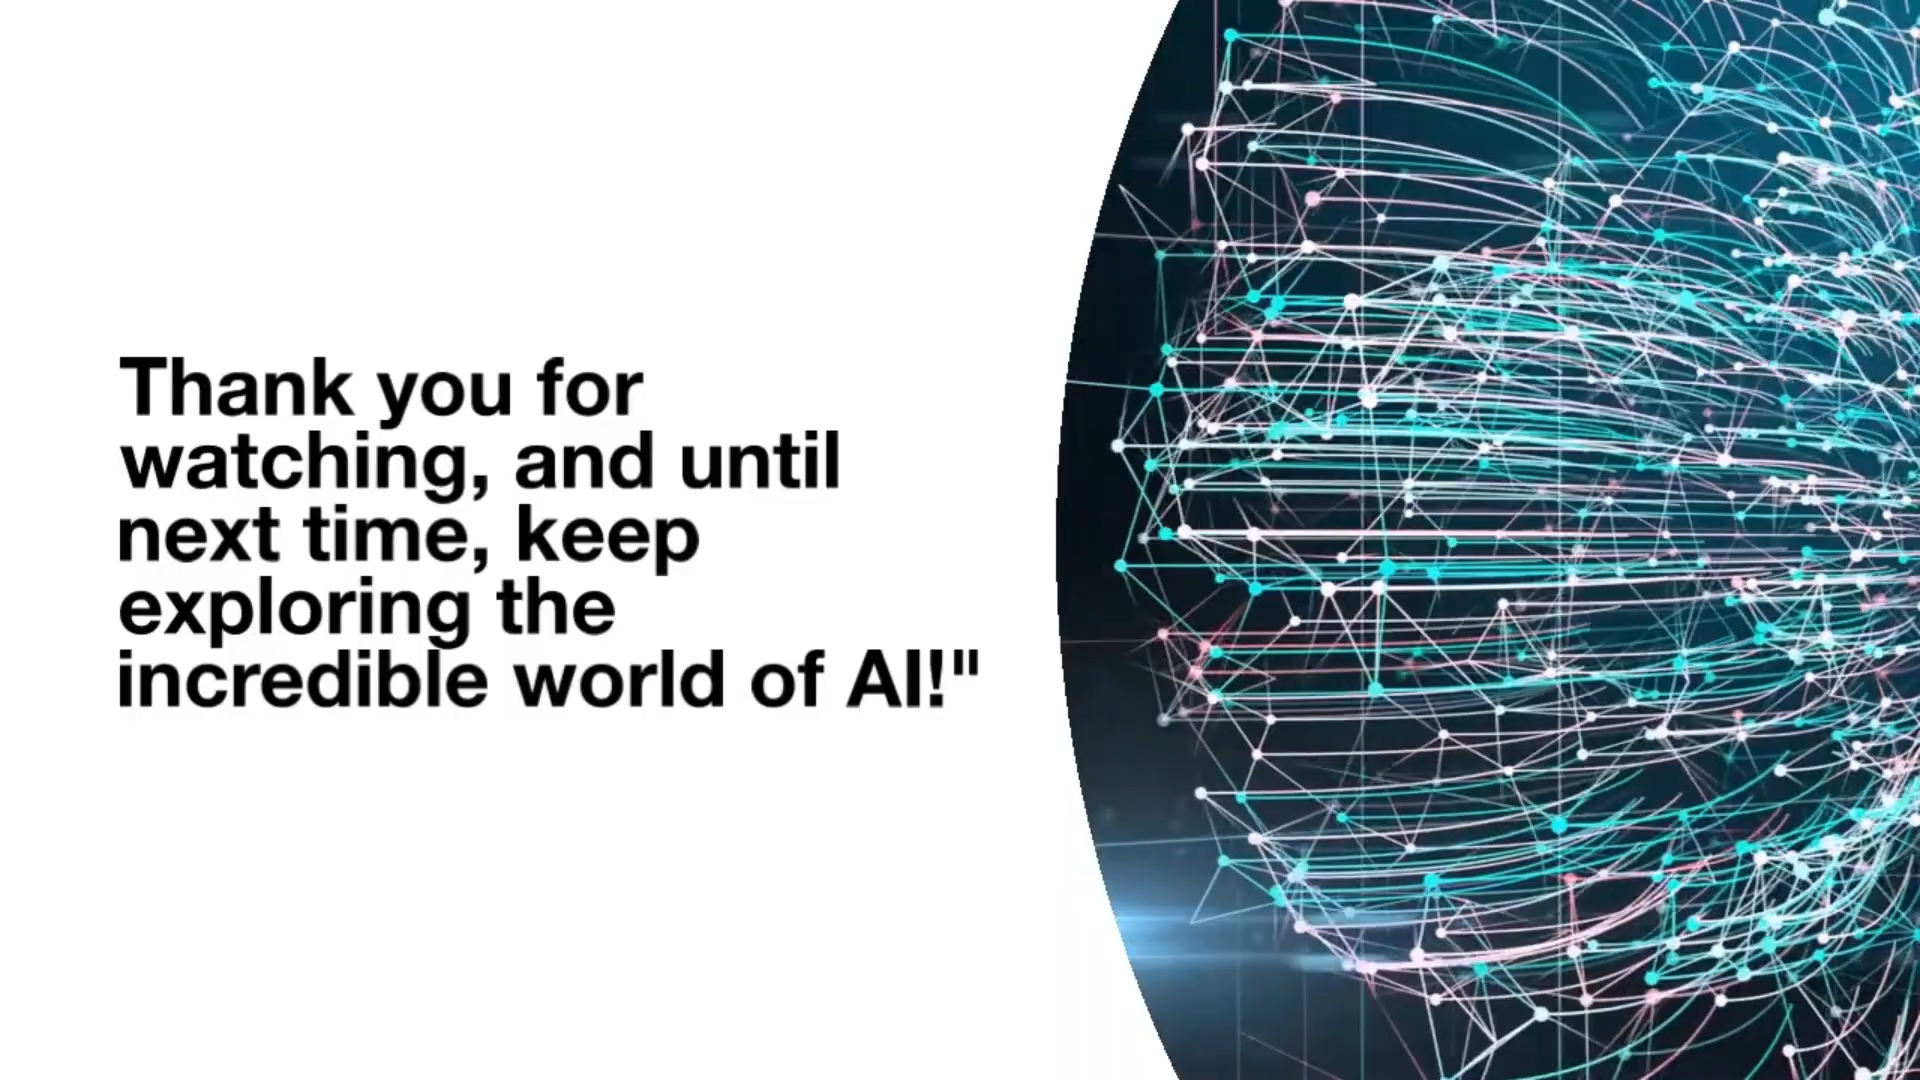 Thank you for
watching, and until
next time, keep
exploring the
incredible world of AI!"